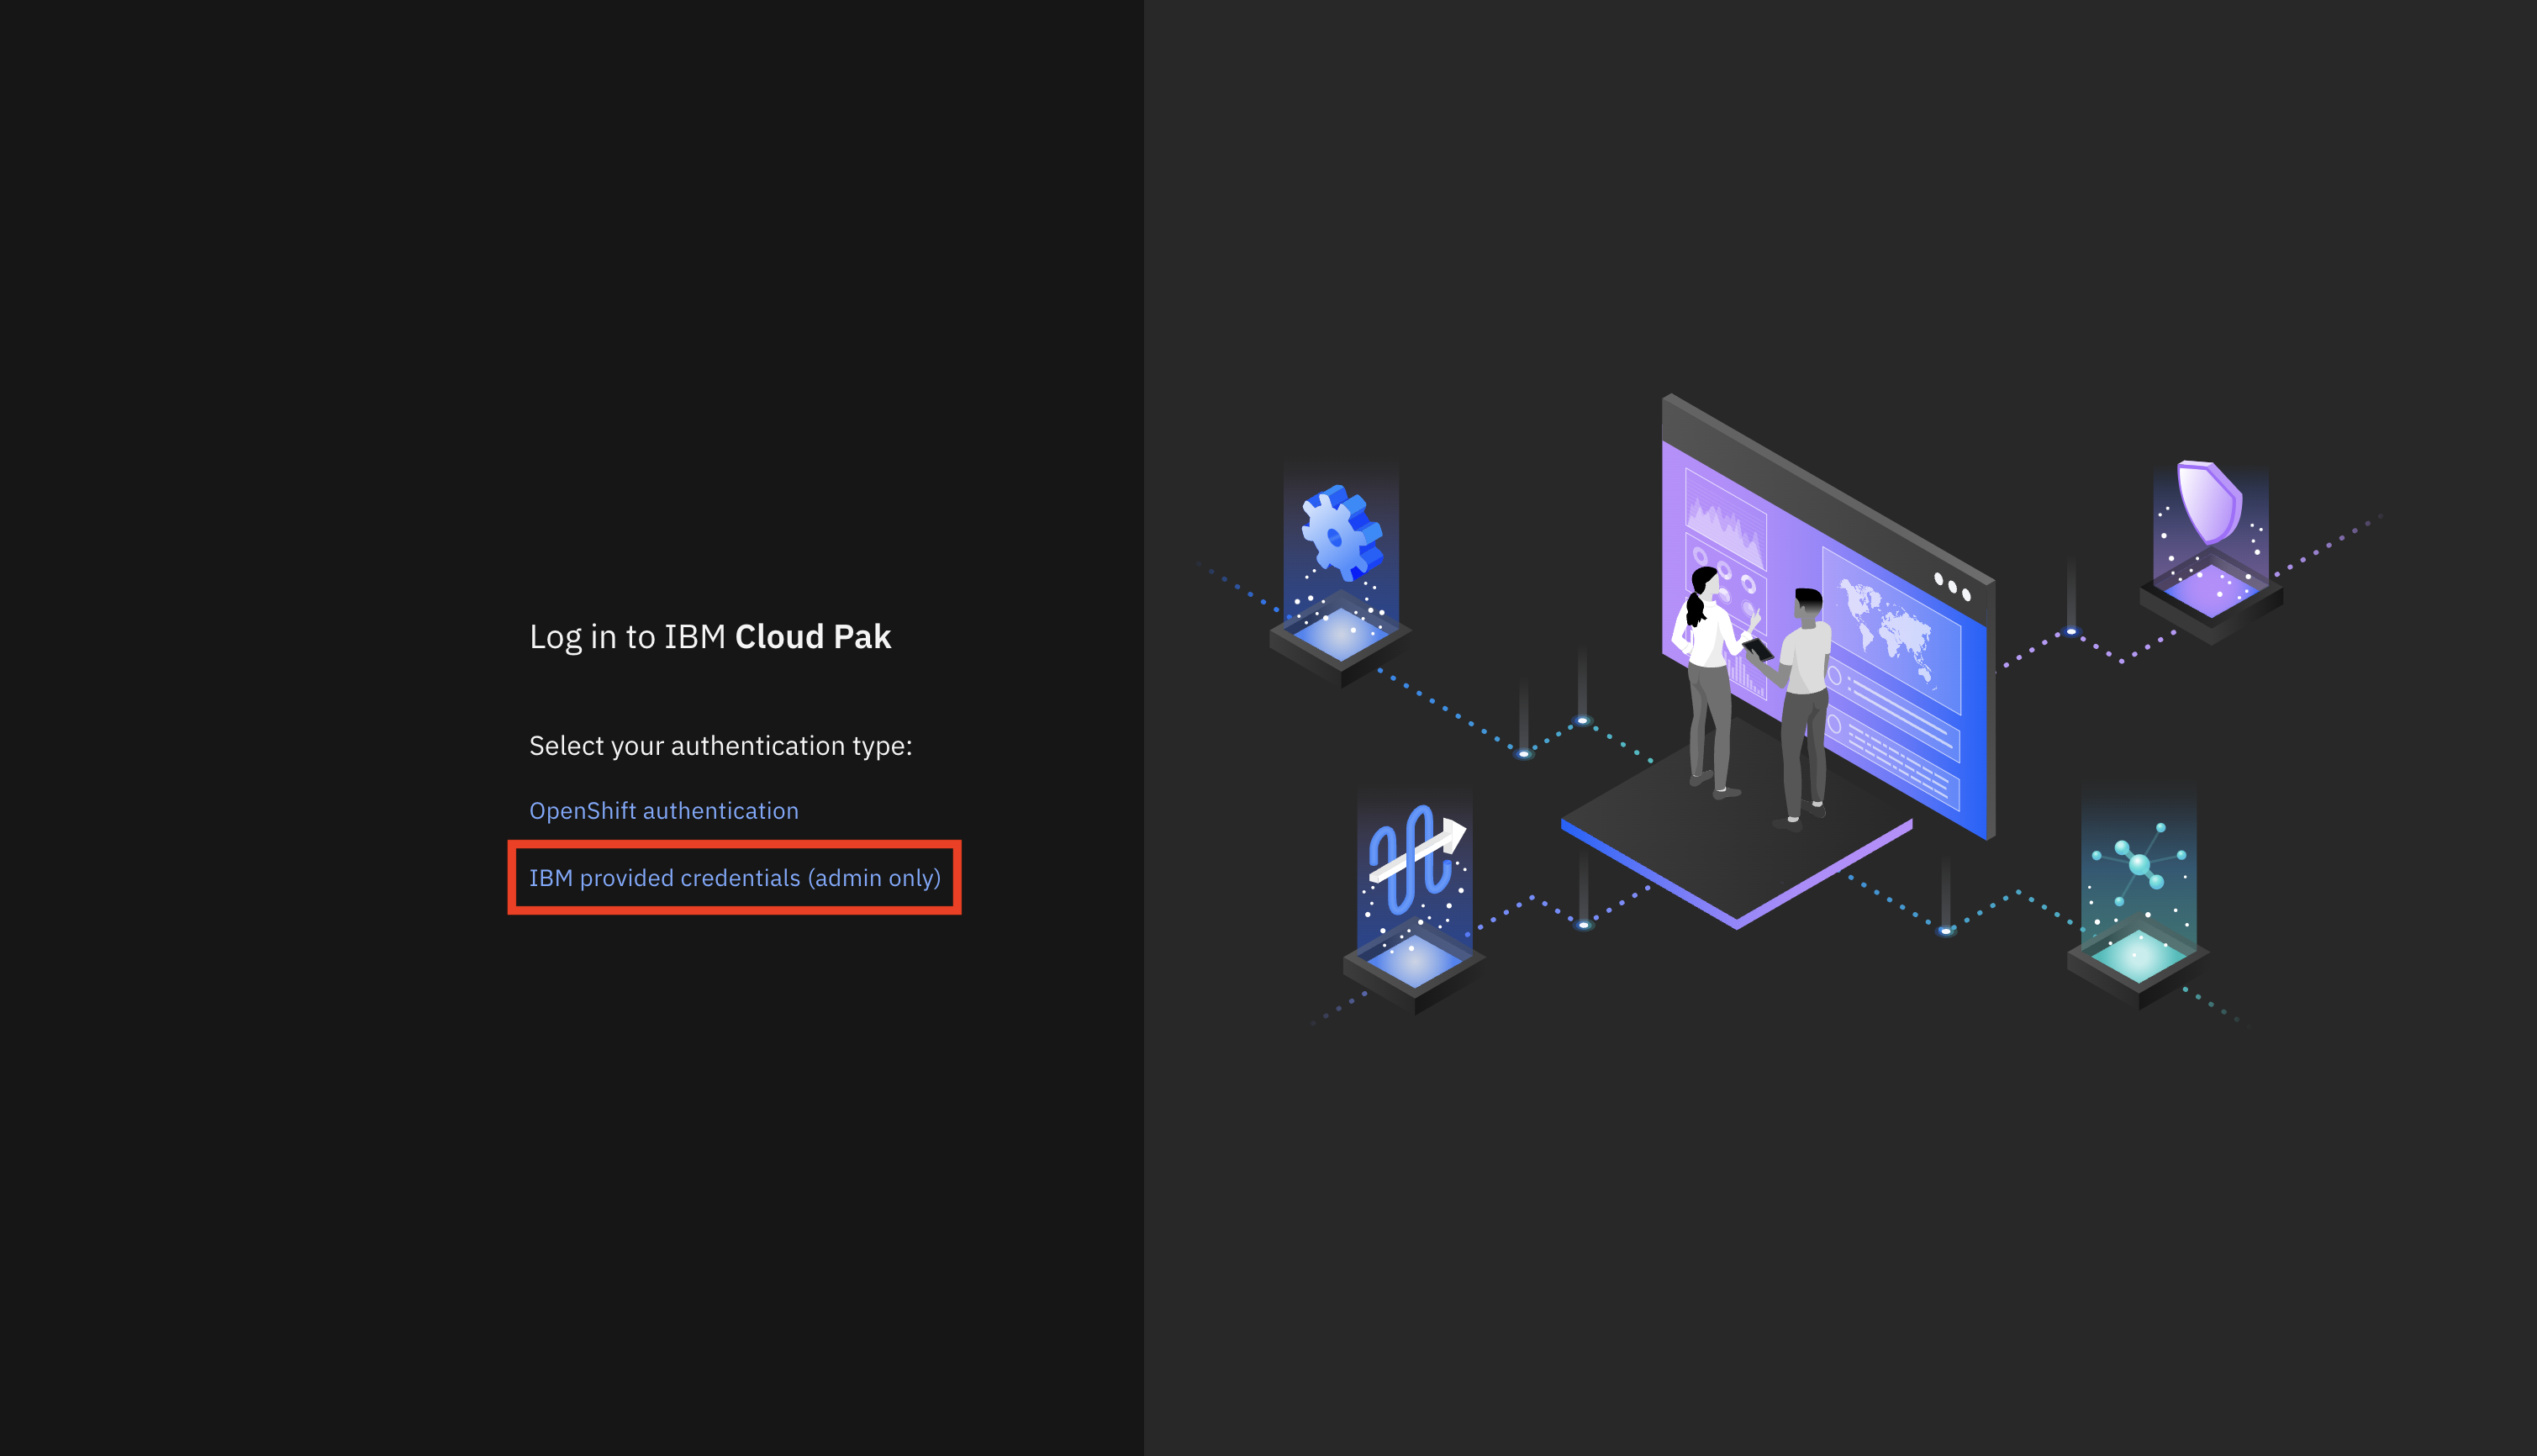 Log in to IBM Cloud Pak
Select your authentication type:
OpenShift authentication
IBM provided credentials (admin only)